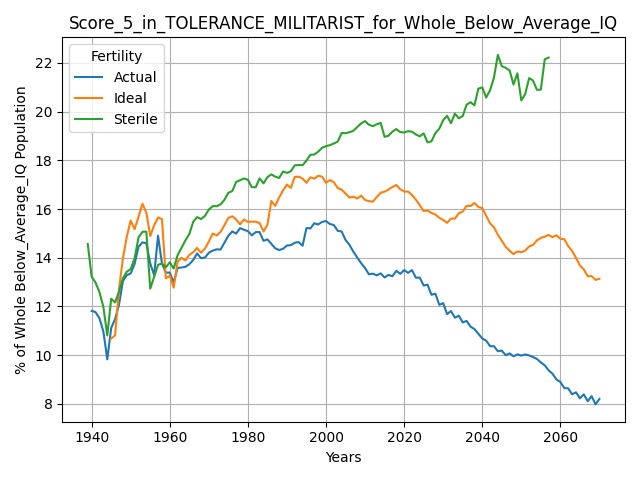 Score_5_in_TOLERANCE_MILITARIST_for_Whole_Below_Average_IQ
Fertility
Actual
Ideal
Sterile
% of Whole Below_Average_IQ Population
22
20
18
16
14
12
10
8
1940 1960 1980 2000 2020 2040 2060
Years